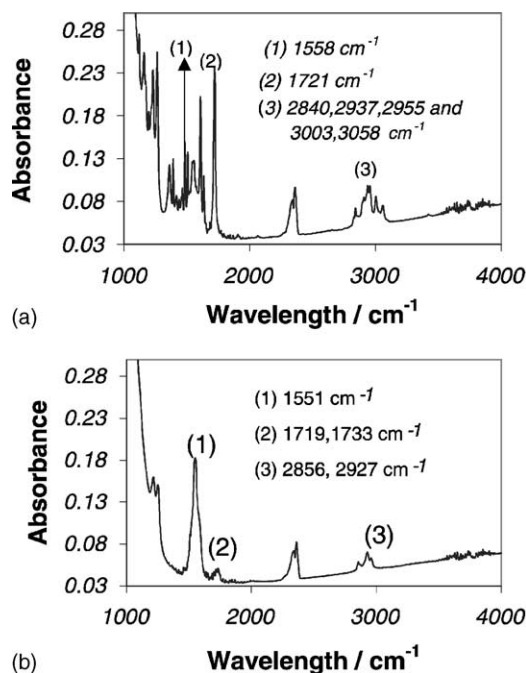 (1) (2)
(1) 1558 cm⁻¹
(2) 1721 cm⁻¹
(3) 2840,2937,2955 and
3003,3058 cm⁻¹
(3)
Absorbance
0.28
0.23
0.18
0.13
0.08
0.03
1000 2000 3000 4000
Wavelength / cm⁻¹
(a)
(1) 1551 cm⁻¹
(2) 1719,1733 cm⁻¹
(3) 2856, 2927 cm⁻¹
(1)
(2)
(3)
Absorbance
0.28
0.23
0.18
0.13
0.08
0.03
1000 2000 3000 4000
Wavelength / cm⁻¹
(b)